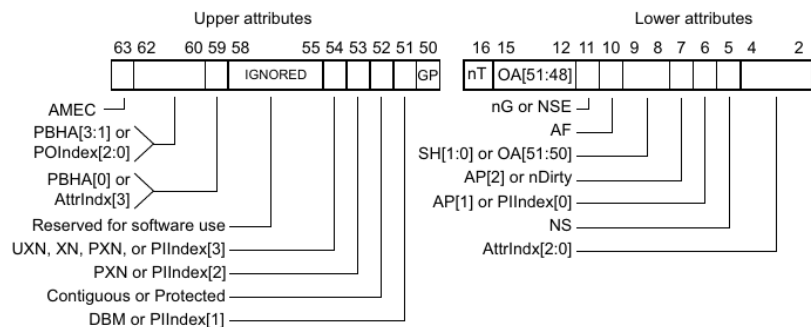 Upper attributes
Lower attributes
63 62 60 59 58 55 54 53 52 51 50
16 15 12 11 10 9 8 7 6 5 4 2
IGNORED
GP
nT
OA[51:48]
AMEC
PBHA[3:1] or
POIndex[2:0]
PBHA[0] or
AttrIndx[3]
Reserved for software use
UXN, XN, PXN, or PIIndex[3]
PXN or PIIndex[2]
Contiguous or Protected
DBM or PIIndex[1]
nG or NSE
AF
SH[1:0] or OA[51:50]
AP[2] or nDirty
AP[1] or PIIndex[0]
NS
AttrIndx[2:0]